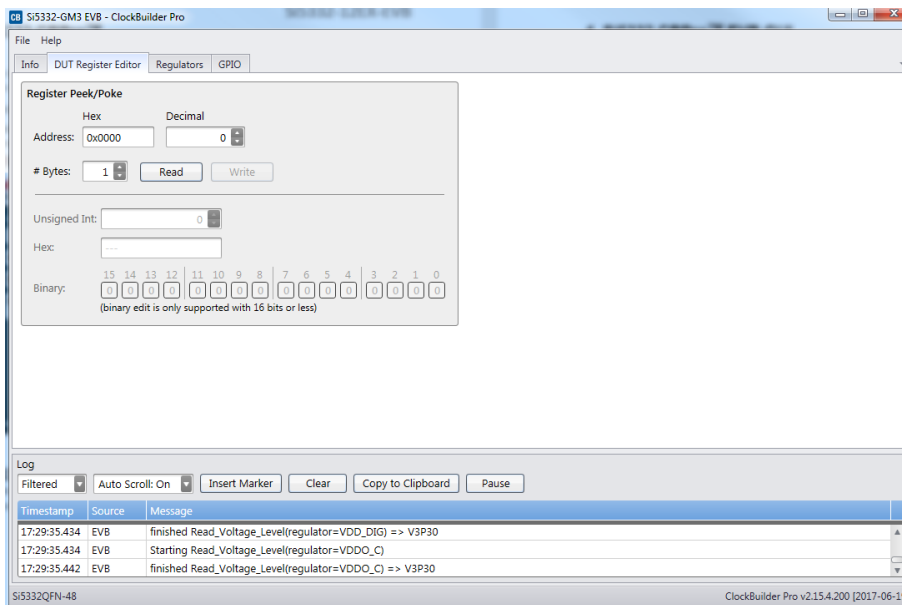 CB Si5332-GM3 EVB - ClockBuilder Pro
File Help
Info DUT Register Editor Regulators GPIO
Register Peek/Poke
Hex Decimal
Address: 0x0000 0
# Bytes: 1 Read Write
Unsigned Int: 0
Hex: ---
15 14 13 12 11 10 9 8 7 6 5 4 3 2 1 0
Binary: 0 0 0 0 0 0 0 0 0 0 0 0 0 0 0 0
(binary edit is only supported with 16 bits or less)
Log
Filtered Auto Scroll: On Insert Marker Clear Copy to Clipboard Pause
Timestamp Source Message
17:29:35.434 EVB finished Read_Voltage_Level(regulator=VDD_DIG) => V3P30
17:29:35.434 EVB Starting Read_Voltage_Level(regulator=VDDO_C)
17:29:35.442 EVB finished Read_Voltage_Level(regulator=VDDO_C) => V3P30
Si5332QFN-48 ClockBuilder Pro v2.15.4.200 [2017-06-1